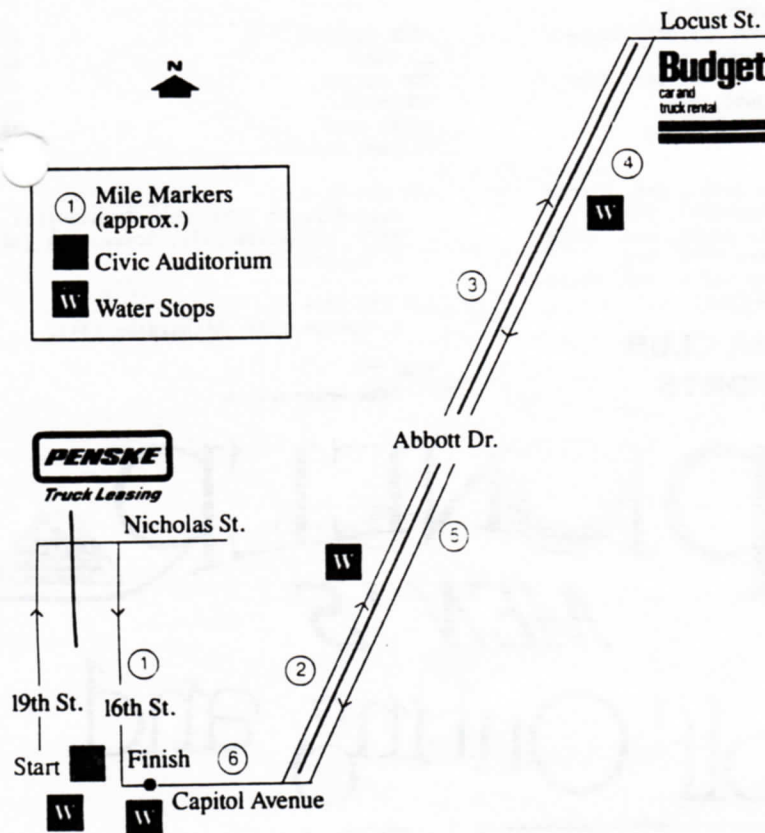 Locust St.
N
Budget
car and
truck rental
4
W
1 Mile Markers
(approx.)
Civic Auditorium
W Water Stops
3
Abbott Dr.
PENSKE
Truck Leasing
Nicholas St.
5
W
1
2
19th St. 16th St.
Start Finish 6
Capitol Avenue
W W